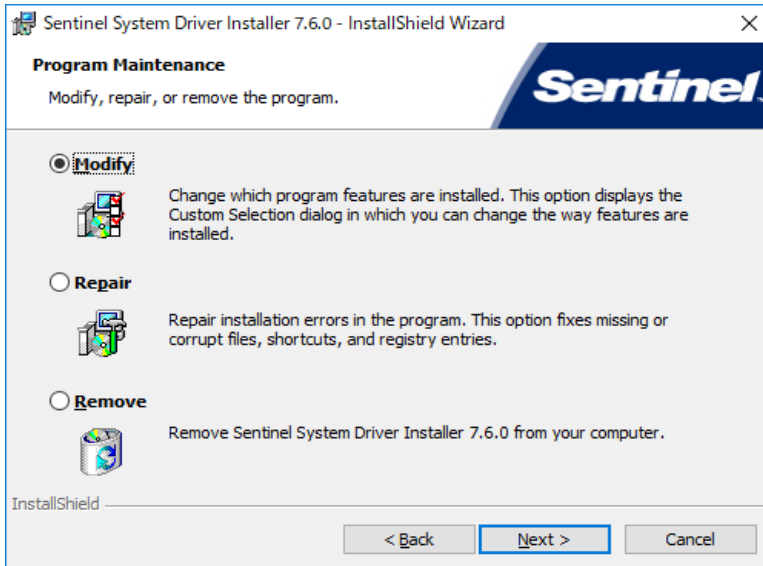 Sentinel System Driver Installer 7.6.0 - InstallShield Wizard
Program Maintenance
Modify, repair, or remove the program.
Sentinel.
Modify
Change which program features are installed. This option displays the
Custom Selection dialog in which you can change the way features are
installed.
Repair
Repair installation errors in the program. This option fixes missing or
corrupt files, shortcuts, and registry entries.
Remove
Remove Sentinel System Driver Installer 7.6.0 from your computer.
InstallShield
< Back
Next >
Cancel